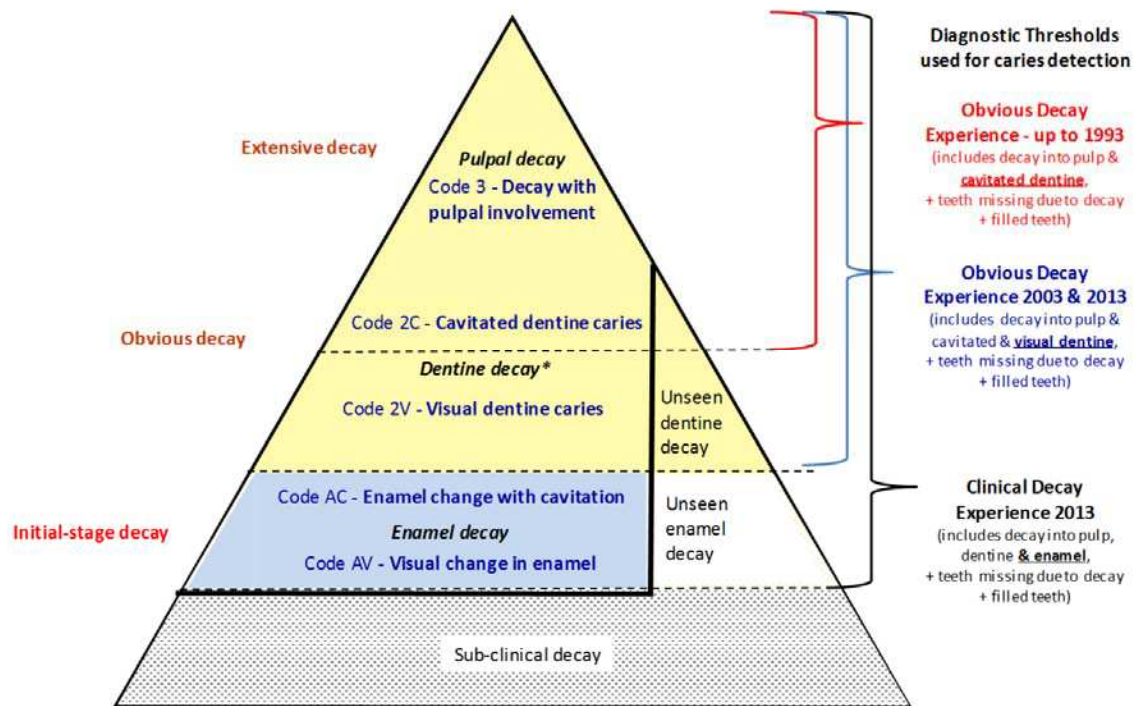 Diagnostic Thresholds
used for caries detection
Obvious Decay
Experience - up to 1993
(includes decay into pulp &
cavitated dentine,
+ teeth missing due to decay
+ filled teeth)
Obvious Decay
Experience 2003 & 2013
(includes decay into pulp &
cavitated & visual dentine,
+ teeth missing due to decay
+ filled teeth)
Clinical Decay
Experience 2013
(includes decay into pulp,
dentine & enamel,
+ teeth missing due to decay
+ filled teeth)
Extensive decay
Pulpal decay
Code 3 - Decay with
pulpal involvement
Obvious decay
Code 2C - Cavitated dentine caries
Dentine decay*
Code 2V - Visual dentine caries
Unseen
dentine
decay
Initial-stage decay
Code AC - Enamel change with cavitation
Enamel decay
Code AV - Visual change in enamel
Unseen
enamel
decay
Sub-clinical decay